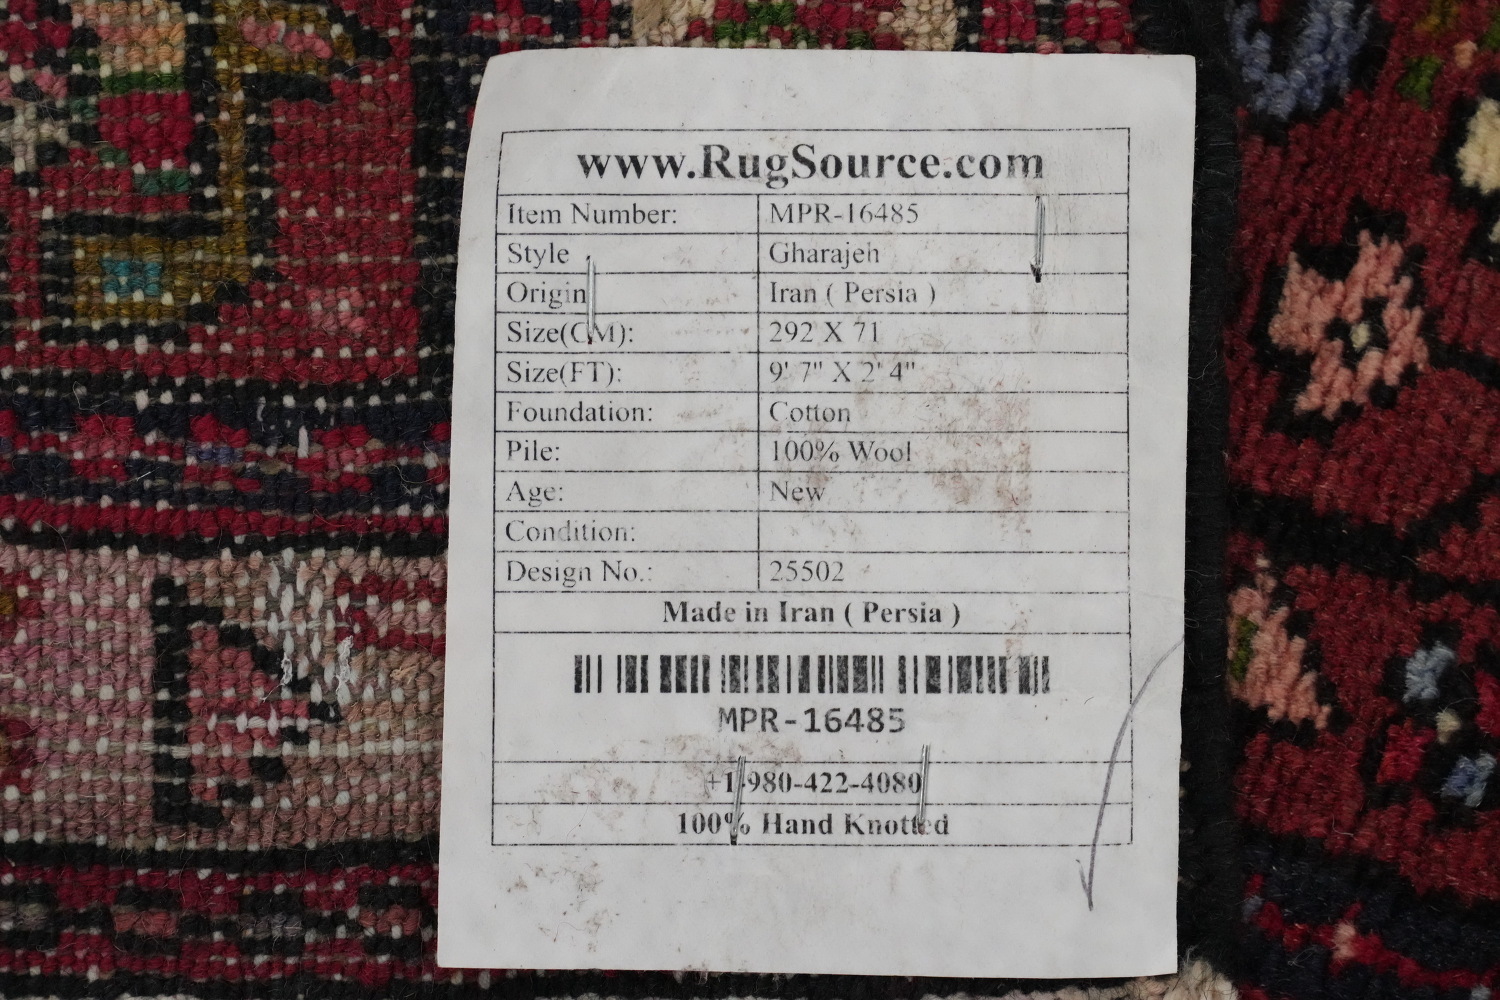 www.RugSource.com
Item Number: MPR-16485
Style Gharajeh
Origin Iran ( Persia )
Size(CM): 292 X 71
Size(FT): 9' 7" X 2' 4"
Foundation: Cotton
Pile: 100% Wool
Age: New
Condition:
Design No.: 25502
Made in Iran ( Persia )
MPR-16485
+1-980-422-4080
100% Hand Knotted